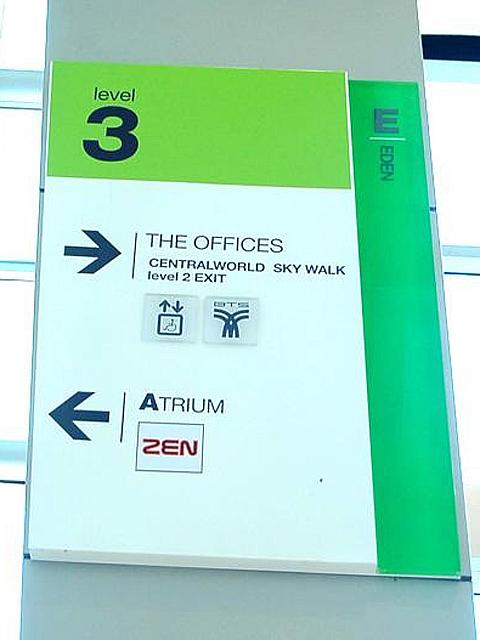 level
3
E
EDEN
THE OFFICES
CENTRALWORLD SKY WALK
level 2 EXIT
BTS
ATRIUM
ZEN